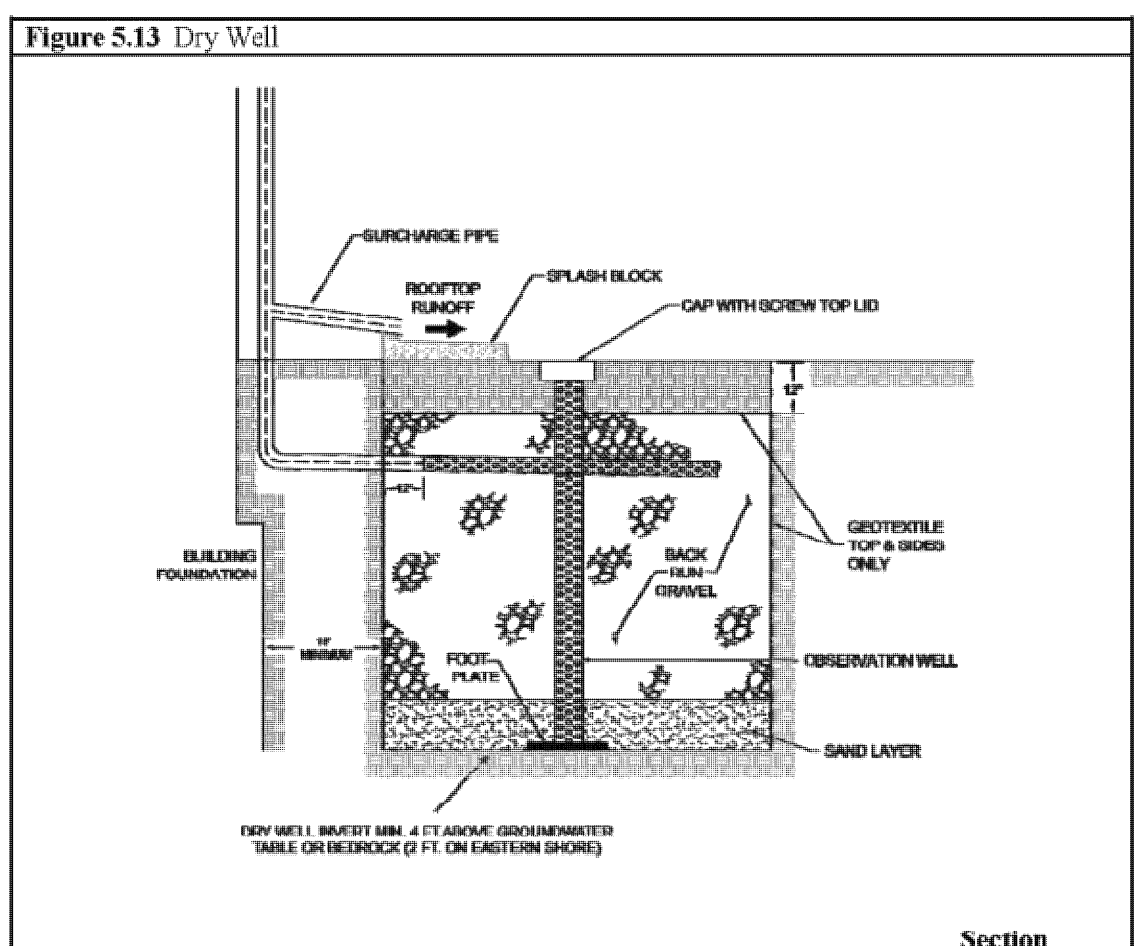 Figure 5.13 Dry Well
SURCHARGE PIPE
SPLASH BLOCK
ROOFTOP
RUNOFF
CAP WITH SCREW TOP LID
12"
12"
GEOTEXTILE
TOP & SIDES
ONLY
BUILDING
FOUNDATION
BACK
RUN
GRAVEL
MINIMUM
FOOT
PLATE
OBSERVATION WELL
SAND LAYER
DRY WELL INVERT MIN. 4 FT ABOVE GROUNDWATER
TABLE OR BEDROCK (2 FT. ON EASTERN SHORE)
Section